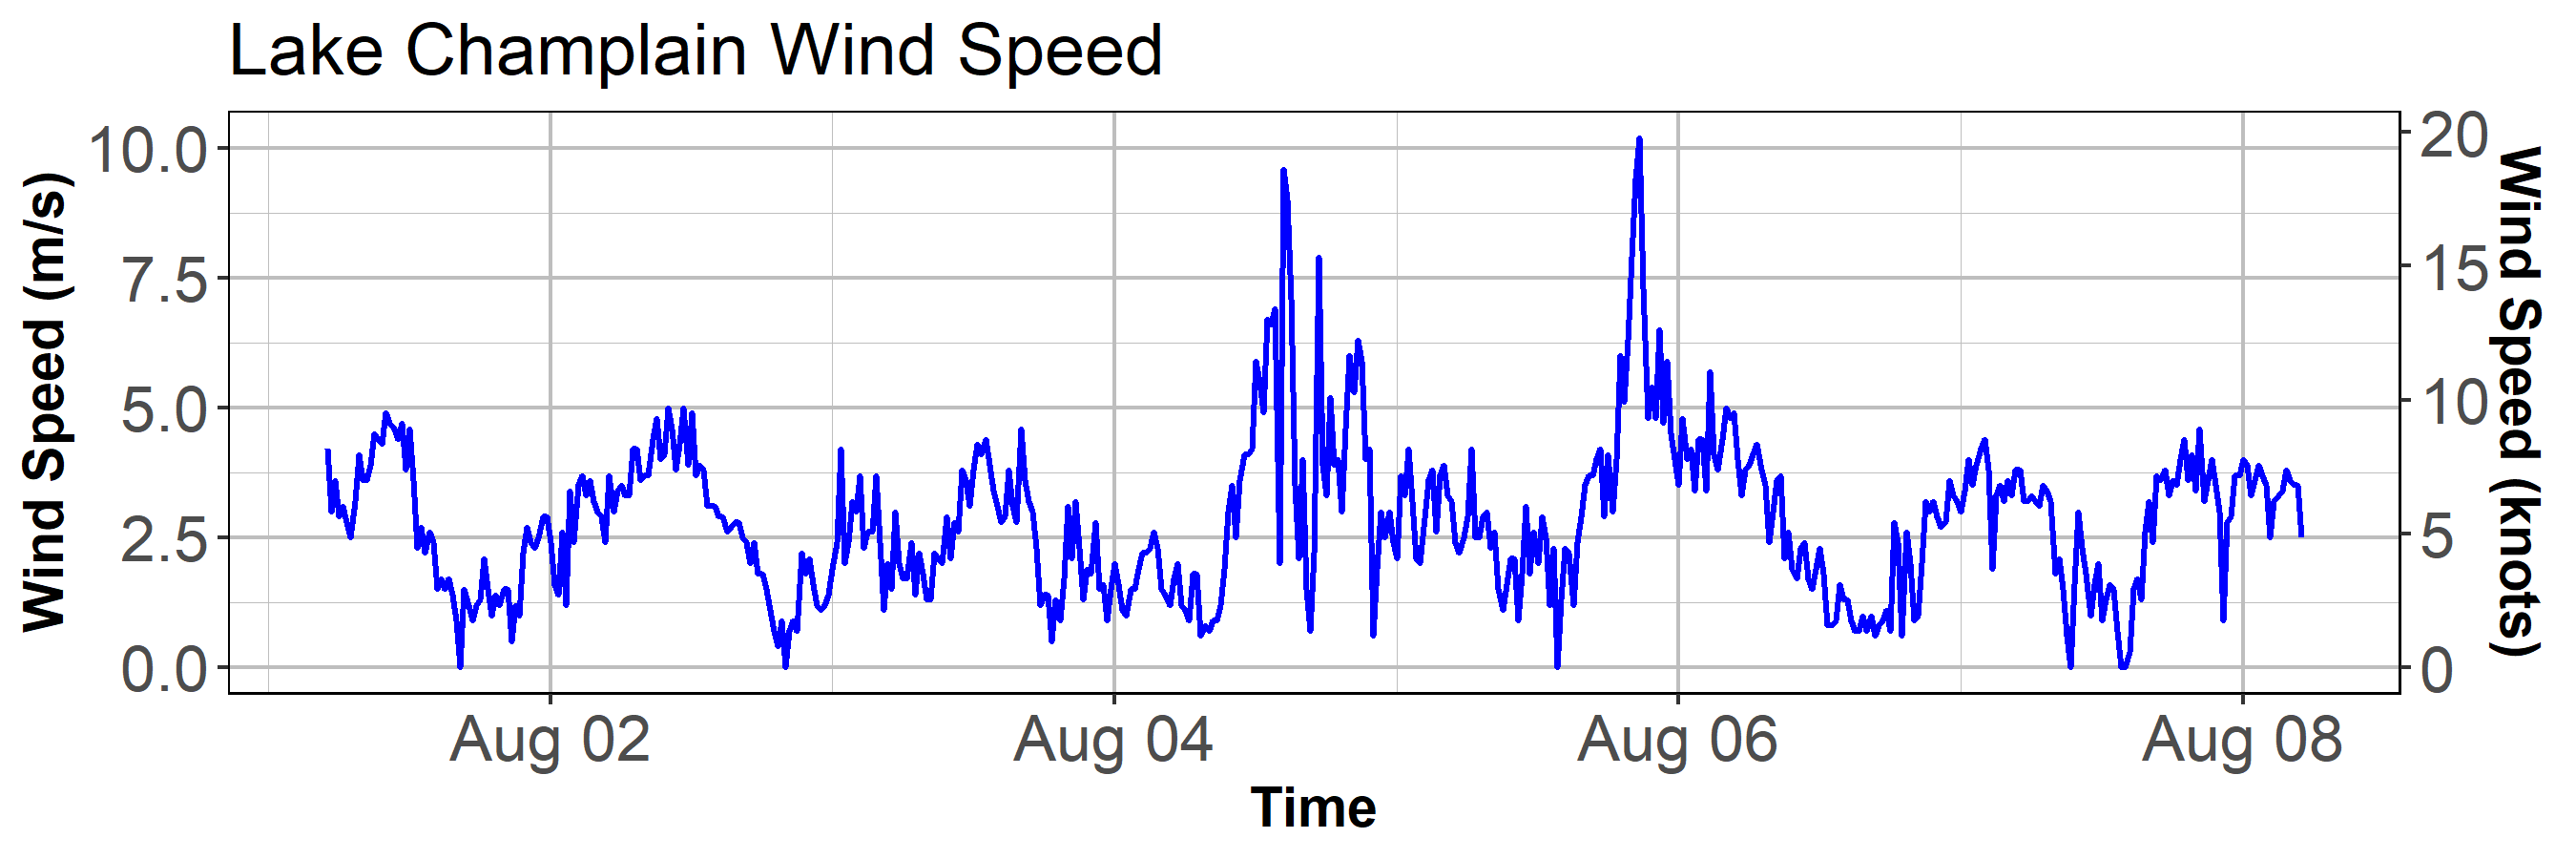 Lake Champlain Wind Speed
Wind Speed (m/s)
10.0
7.5
5.0
2.5
0.0
20
15
10
5
0
Wind Speed (knots)
Aug 02
Aug 04
Aug 06
Aug 08
Time